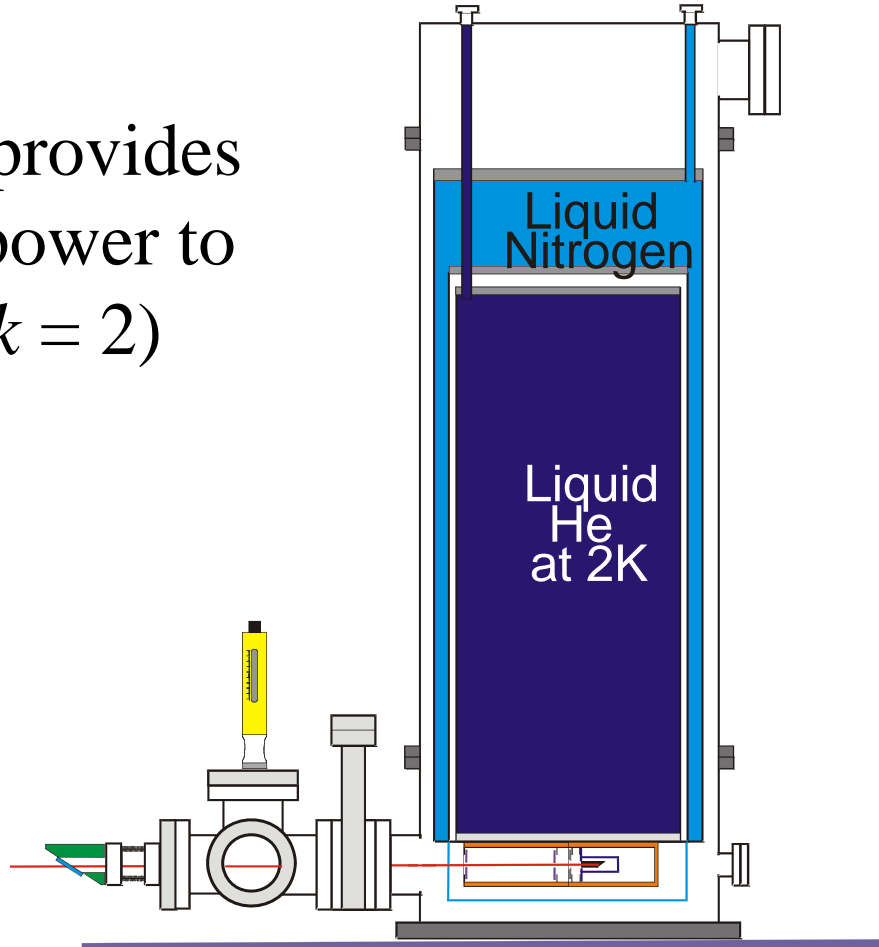 provides
power to
k = 2)
Liquid
Nitrogen
Liquid
He
at 2K